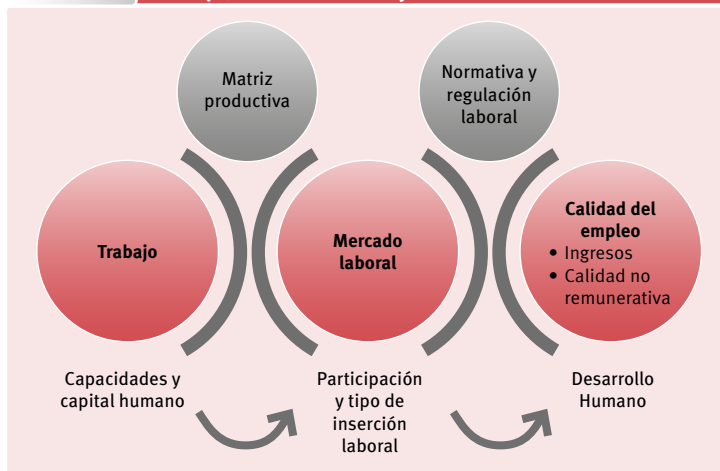 Matriz
productiva
Normativa y
regulación
laboral
Trabajo
Mercado
laboral
Calidad del
empleo
• Ingresos
• Calidad no
remunerativa
Capacidades y
capital humano
Participación
y tipo de
inserción
laboral
Desarrollo
Humano